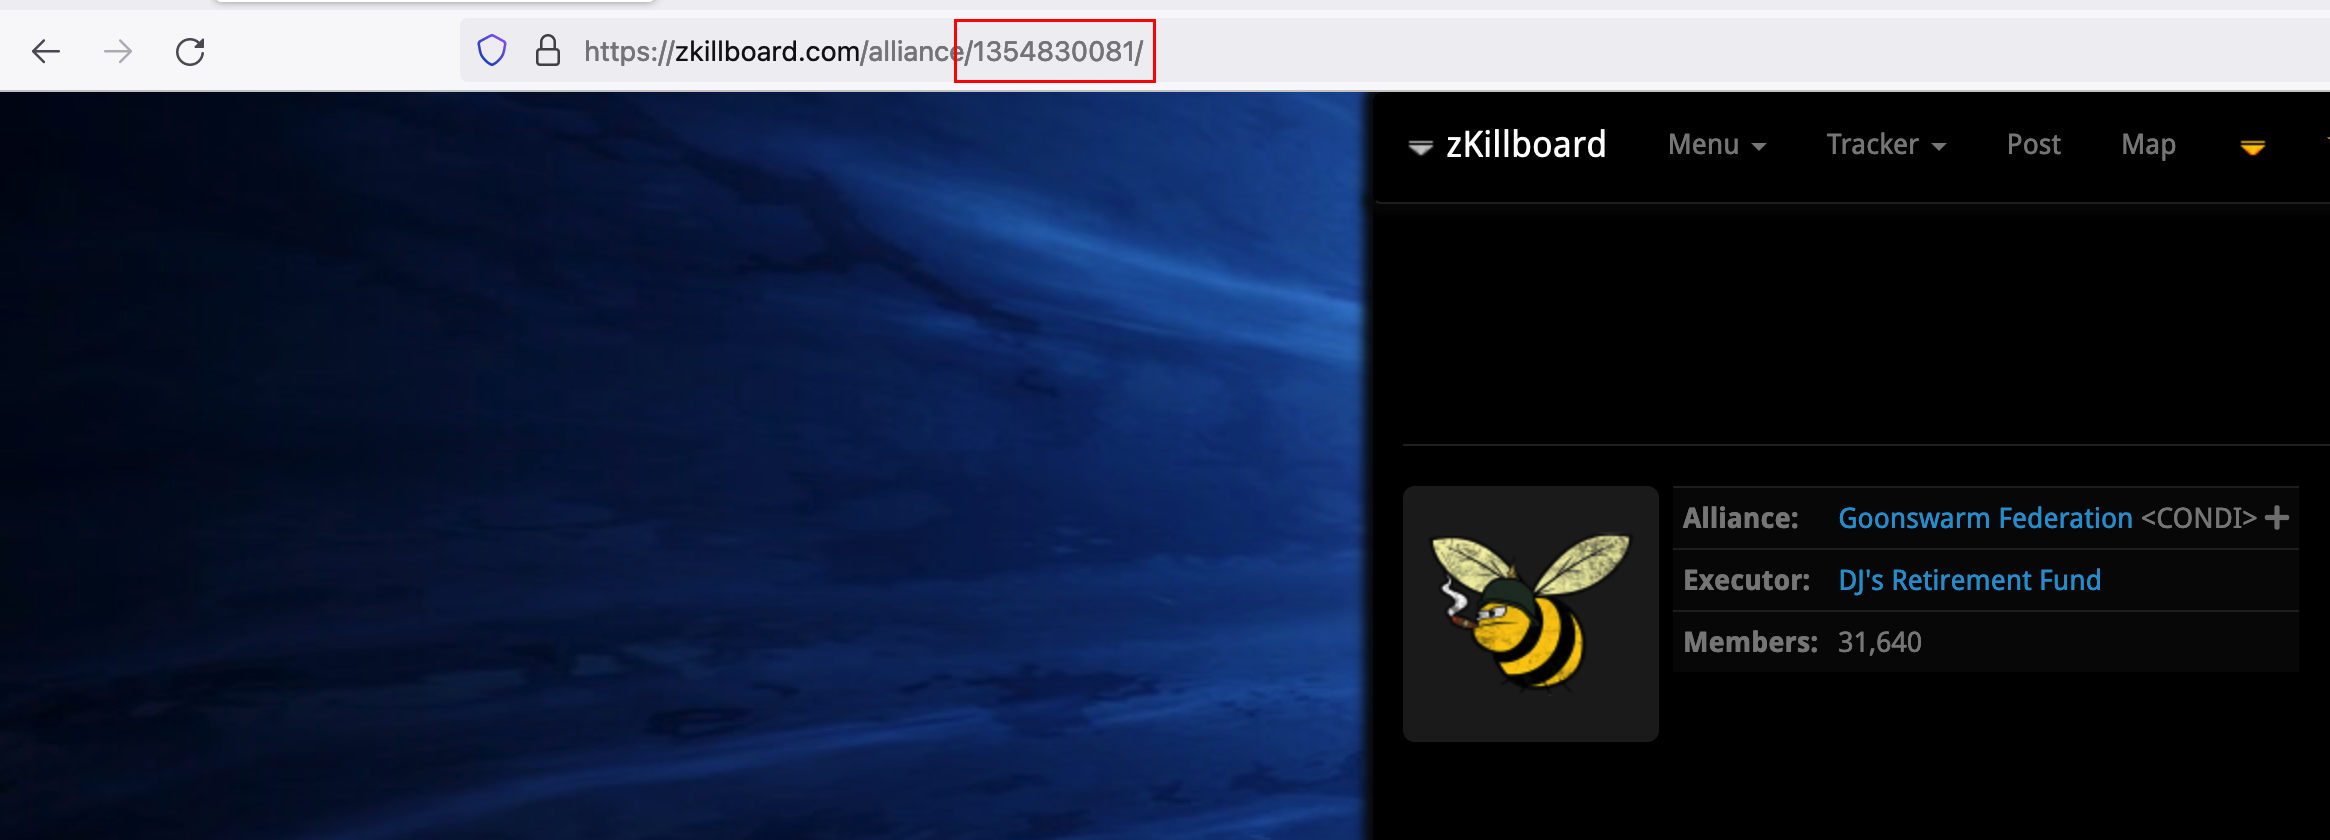 https://zkillboard.com/alliance/1354830081/
zKillboard Menu Tracker Post Map
Alliance: Goonswarm Federation <CONDI>
Executor: DJ's Retirement Fund
Members: 31,640